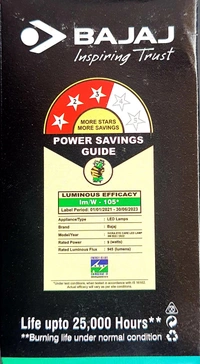 BAJAJ
Inspiring Trust
MORE STARS
MORE SAVINGS
POWER SAVINGS
GUIDE
LUMINOUS EFFICACY
lm/W - 105*
Label Period: 01/01/2021 - 30/06/2023
Appliance/Type : LED Lamps
Brand : Bajaj
Model/Year
Rated Power : 9 (watts)
Rated Luminous Flux : 945 (lumens)
Life upto 25,000 Hours**
**Burning life under normal condition